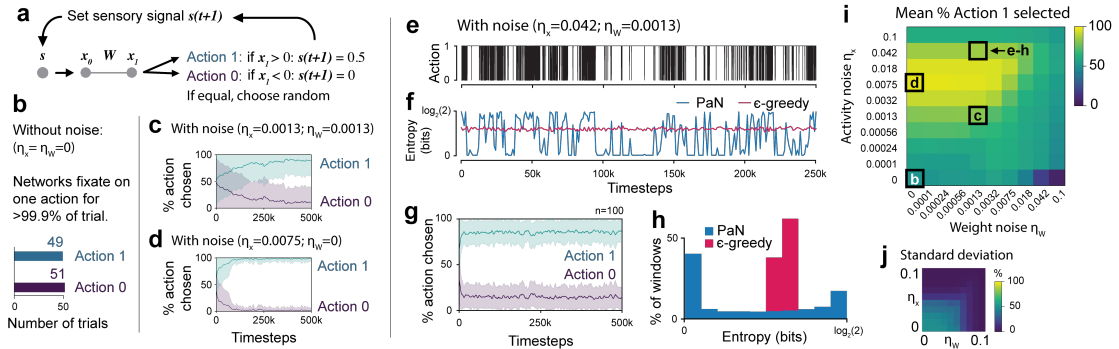 a
Set sensory signal s(t+1)
s
x0 W x1
Action 1: if x1 > 0: s(t+1) = 0.5
Action 0: if x1 < 0: s(t+1) = 0
If equal, choose random
b
Without noise:
(ηx= ηW=0)
Networks fixate on
one action for
>99.9% of trial.
49
Action 1
51
Action 0
0 50
Number of trials
c
With noise (ηx=0.0013; ηW=0.0013)
% action
chosen
100
50
0
Action 1
Action 0
0 250k 500k
d
With noise (ηx=0.0075; ηW=0)
% action
chosen
100
50
0
Action 1
Action 0
0 250k 500k
Timesteps
e
With noise (ηx=0.042; ηW=0.0013)
Action
1
0
f
PaN
ε-greedy
Entropy
(bits)
log2(2)
0
0 50k 100k 150k 200k 250k
Timesteps
g
n=100
% action chosen
100
50
0
Action 1
Action 0
0 250k 500k
Timesteps
h
PaN
ε-greedy
% of windows
50
0
0 log2(2)
Entropy (bits)
i
Mean % Action 1 selected
Activity noise ηx
0.1
0.042
0.018
0.0075
0.0032
0.0013
0.00056
0.00024
0.0001
0
e-h
d
c
b
0 0.0001 0.00024 0.00056 0.0013 0.0032 0.0075 0.018 0.042 0.1
Weight noise ηW
100
80
60
40
20
0
j
Standard deviation
ηx
0.1
0
0 0.1
ηW
%
100
50
0